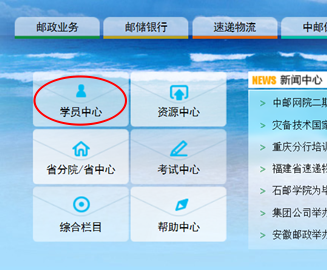 邮政业务 邮储银行 速递物流 中邮
学员中心 资源中心
省分院/省中心 考试中心
综合栏目 帮助中心
NEWS 新闻中心
> 中邮网院二期
> 灾备技术国家
> 重庆分行培训
> 福建省速递物
> 石邮学院为毕
> 集团公司举办
> 安徽邮政举办